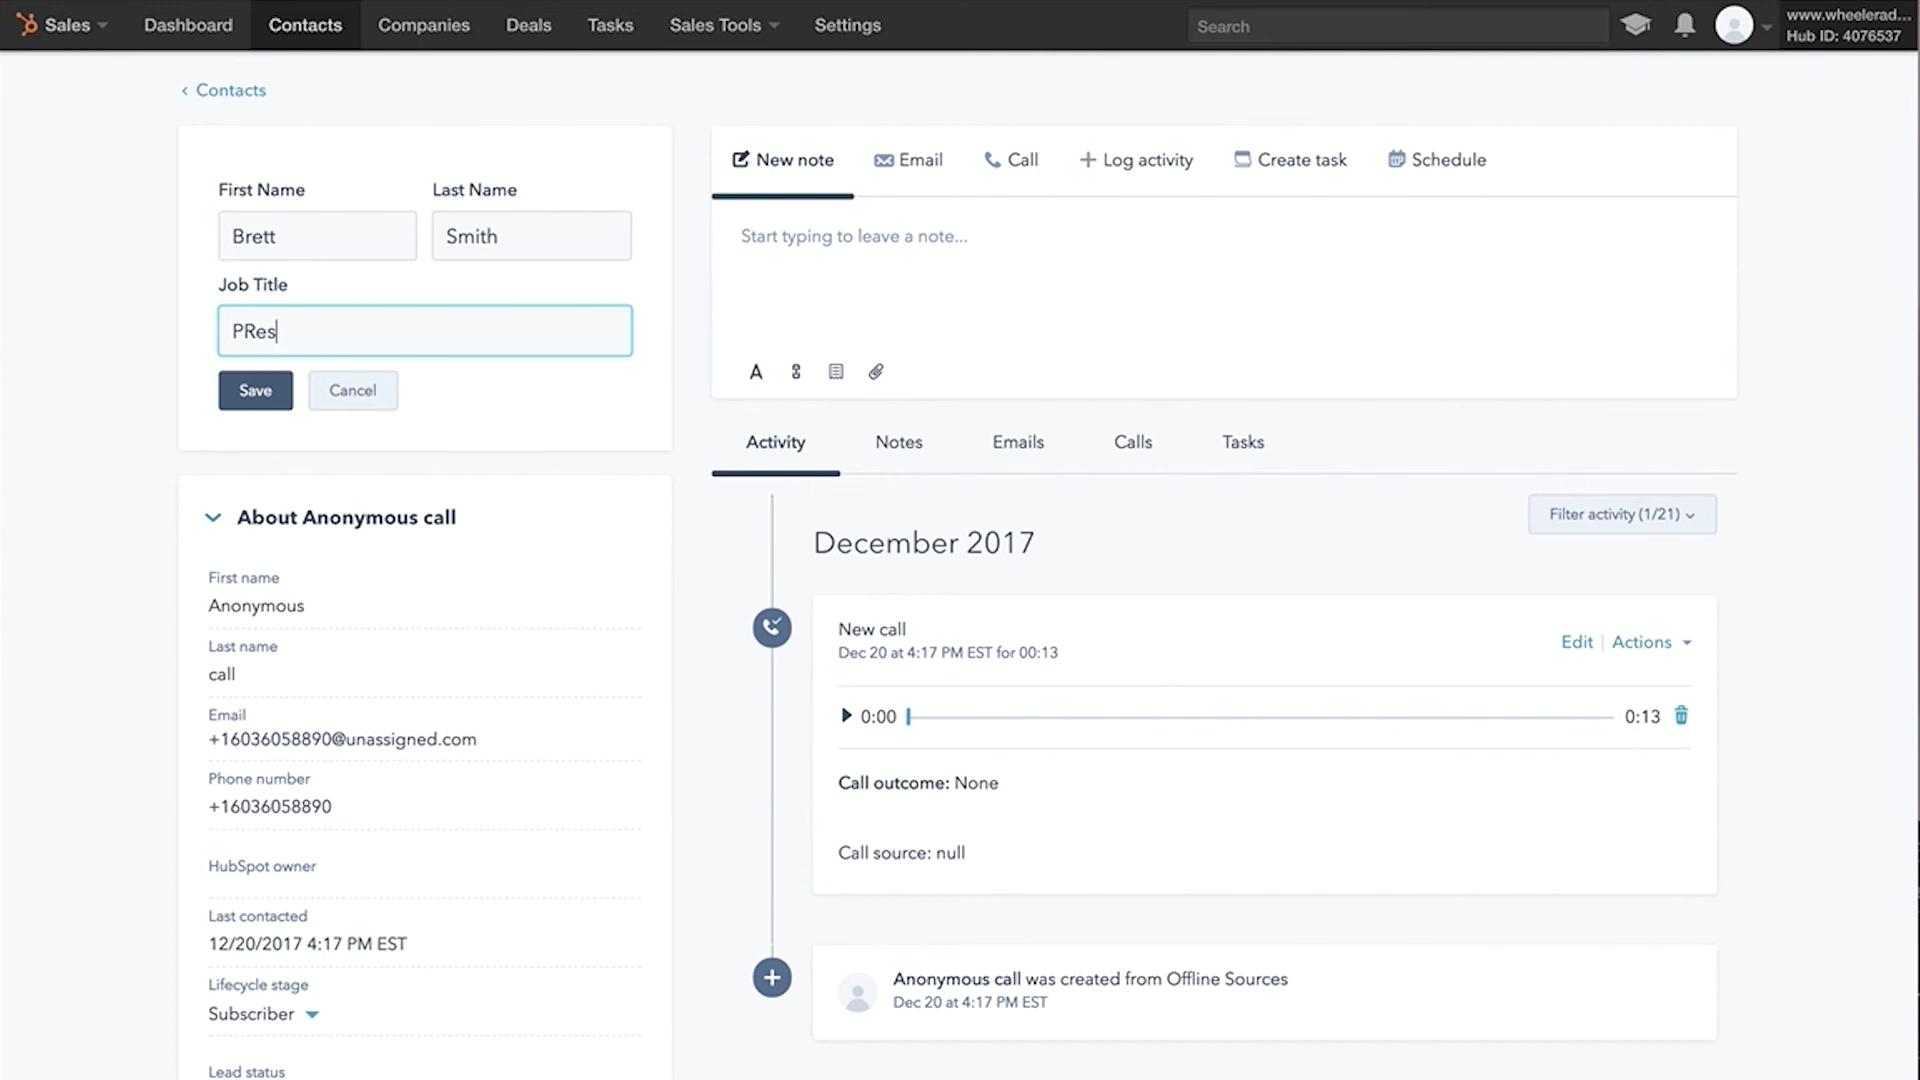 Sales
Dashboard
Contacts
Companies
Deals
Tasks
Sales Tools
Settings
Search
www.wheelerad...
Hub ID: 4076537
‹ Contacts
First Name
Last Name
Brett
Smith
Job Title
PRes
Save
Cancel
New note
Email
Call
Log activity
Create task
Schedule
Start typing to leave a note...
A
Activity
Notes
Emails
Calls
Tasks
Filter activity (1/21)
About Anonymous call
First name
Anonymous
Last name
call
Email
+16036058890@unassigned.com
Phone number
+16036058890
HubSpot owner
Last contacted
12/20/2017 4:17 PM EST
Lifecycle stage
Subscriber
Lead status
December 2017
New call
Dec 20 at 4:17 PM EST for 00:13
Edit | Actions
0:00
0:13
Call outcome: None
Call source: null
Anonymous call was created from Offline Sources
Dec 20 at 4:17 PM EST